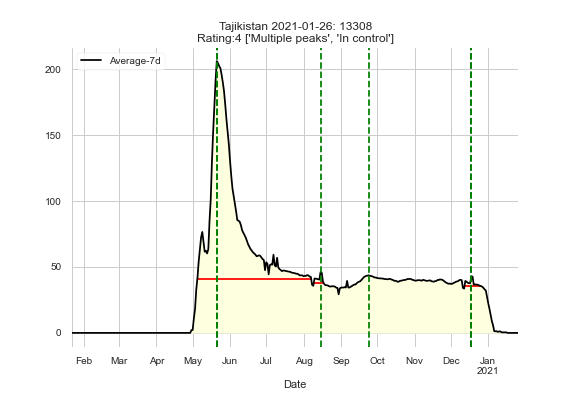 Tajikistan 2021-01-26: 13308
Rating:4 ['Multiple peaks', 'In control']
Average-7d
200
150
100
50
0
Feb Mar Apr May Jun Jul Aug Sep Oct Nov Dec Jan
2021
Date